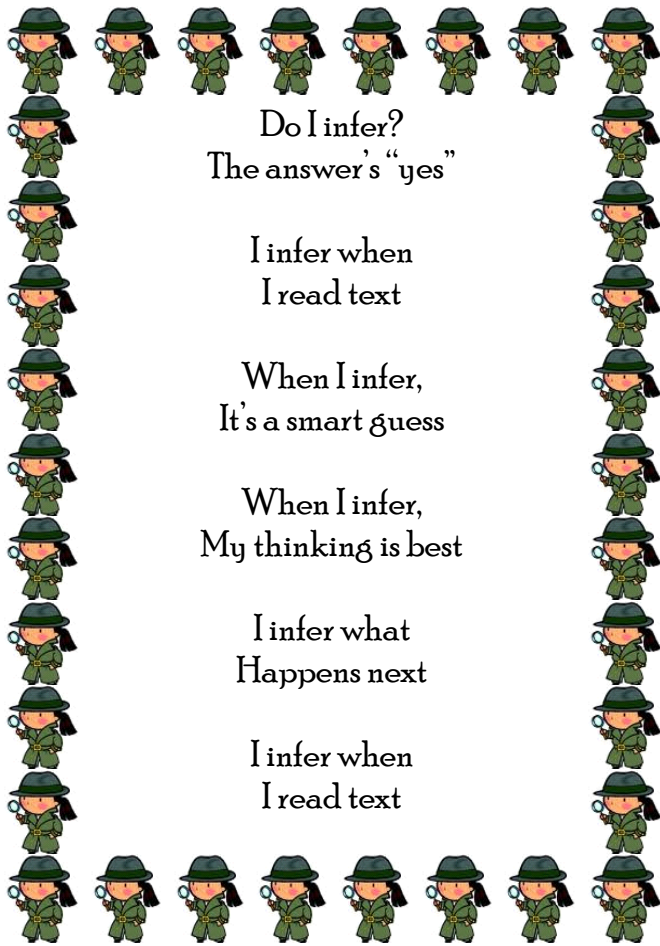 Do I infer?
The answer's “yes”
I infer when
I read text
When I infer,
It's a smart guess
When I infer,
My thinking is best
I infer what
Happens next
I infer when
I read text